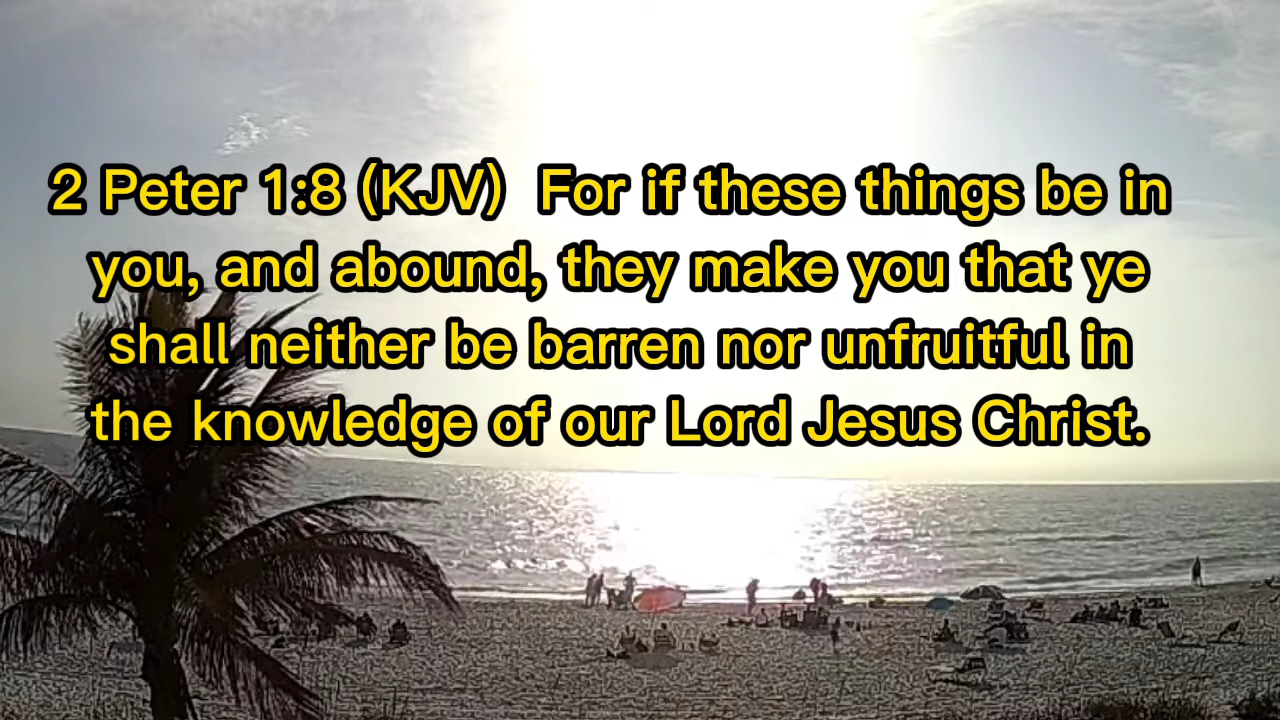 2 Peter 1:8 (KJV)  For if these things be in
you, and abound, they make you that ye
shall neither be barren nor unfruitful in
the knowledge of our Lord Jesus Christ.